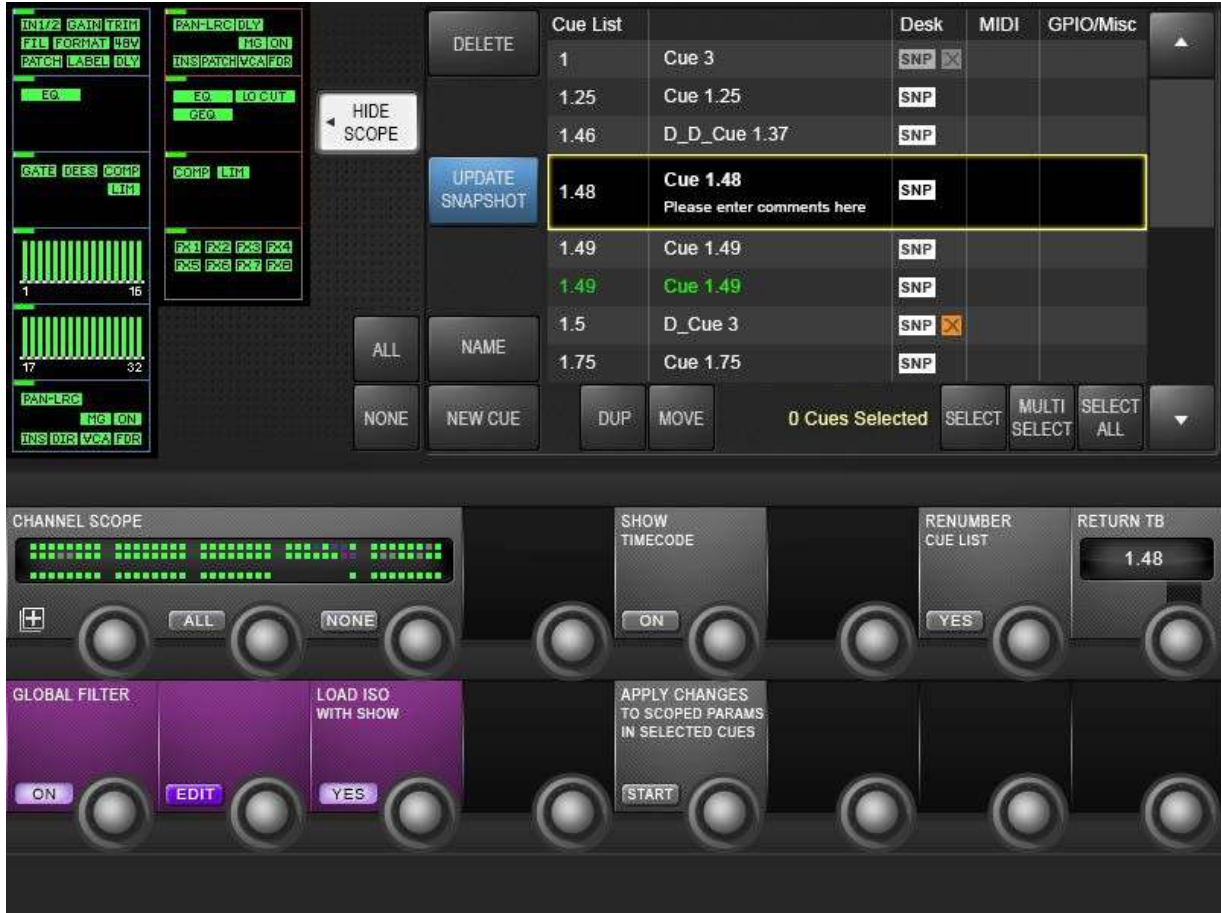 IN1/2 GAIN TRIM
FIL FORMAT 48V
PATCH LABEL DLY
EQ
GATE DEES COMP
LIM
1 16
17 32
PAN-LRC
MG ON
INS DIR VCA FDR
PAN-LRC DLY
MG ON
INS PATCH VCA FDR
EQ LO CUT
GEQ
COMP LIM
FX1 FX2 FX3 FX4
FX5 FX6 FX7 FX8
HIDE
SCOPE
ALL
NONE
DELETE
UPDATE
SNAPSHOT
NAME
NEW CUE
Cue List Desk MIDI GPIO/Misc
1 Cue 3 SNP X
1.25 Cue 1.25 SNP
1.46 D_D_Cue 1.37 SNP
1.48 Cue 1.48 SNP
Please enter comments here
1.49 Cue 1.49 SNP
1.49 Cue 1.49 SNP
1.5 D_Cue 3 SNP X
1.75 Cue 1.75 SNP
DUP MOVE 0 Cues Selected SELECT
MULTI
SELECT
SELECT
ALL
CHANNEL SCOPE
ALL NONE
SHOW
TIMECODE
ON
RENUMBER
CUE LIST
YES
RETURN TB
1.48
GLOBAL FILTER
ON EDIT
LOAD ISO
WITH SHOW
YES
APPLY CHANGES
TO SCOPED PARAMS
IN SELECTED CUES
START